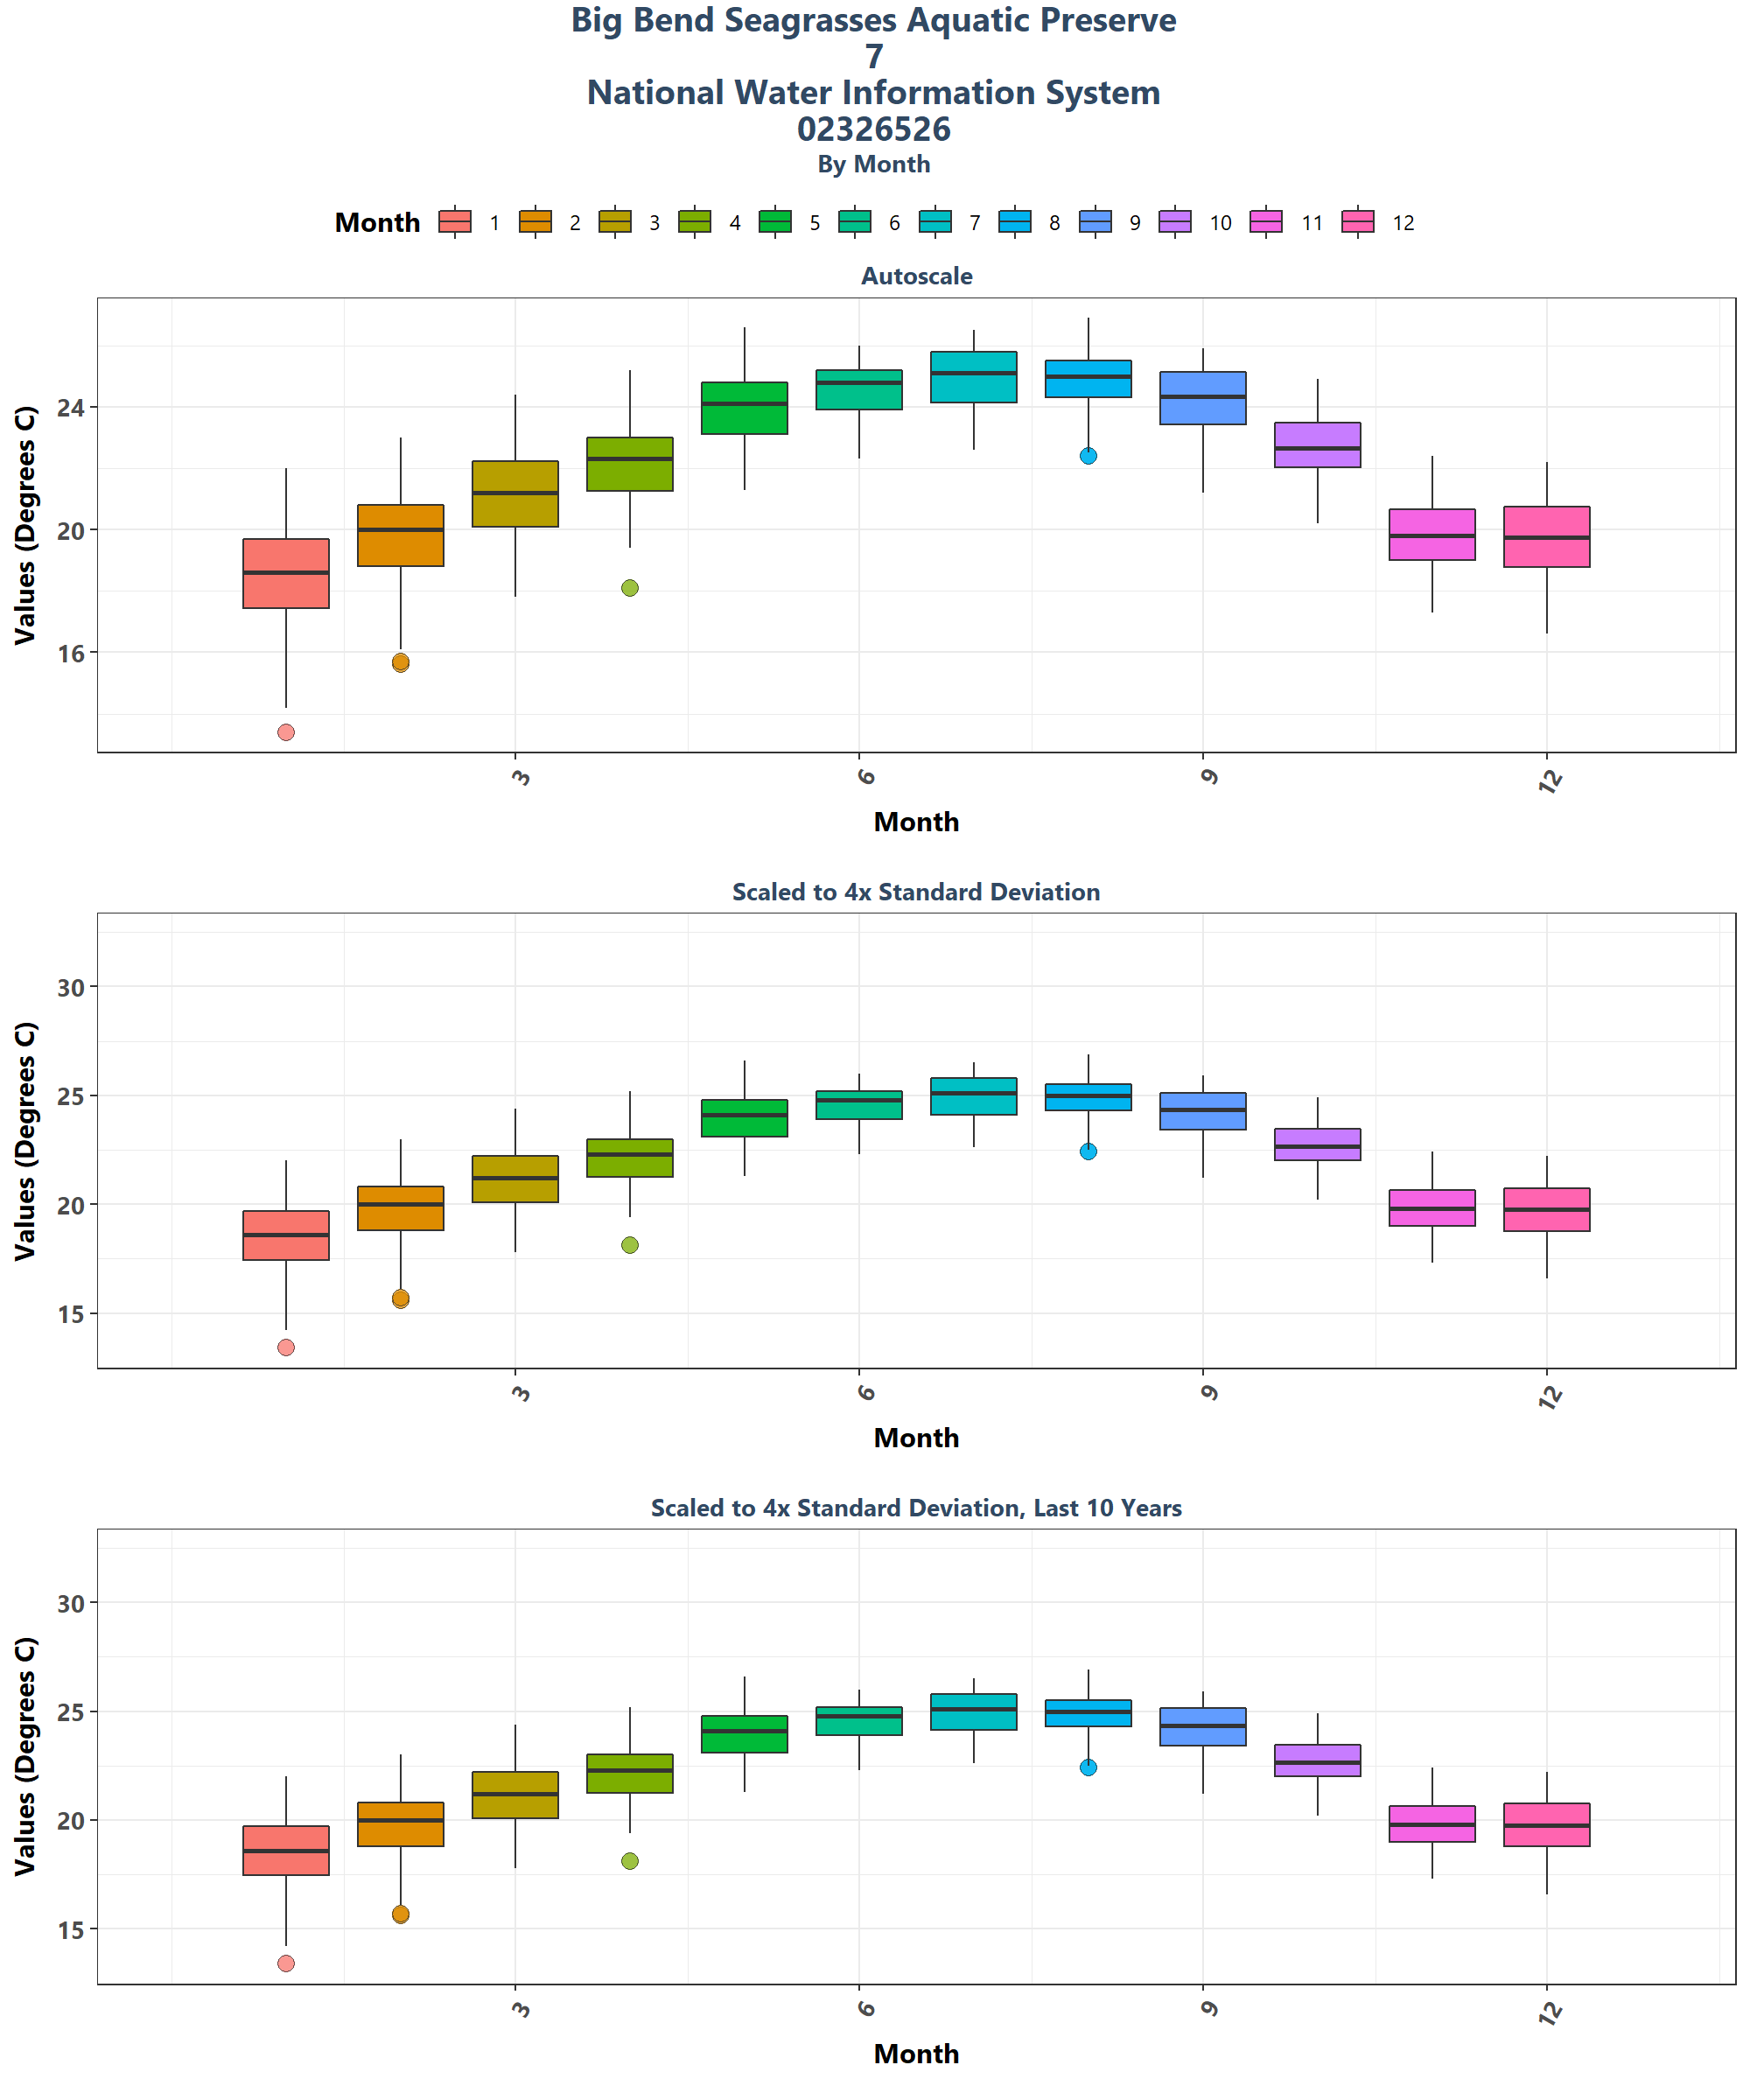 Big Bend Seagrasses Aquatic Preserve
7
National Water Information System
02326526
By Month
Month 1 2 3 4 5 6 7 8 9 10 11 12
Autoscale
Values (Degrees C)
24
20
16
3 6 9 12
Month
Scaled to 4x Standard Deviation
Values (Degrees C)
30
25
20
15
3 6 9 12
Month
Scaled to 4x Standard Deviation, Last 10 Years
Values (Degrees C)
30
25
20
15
3 6 9 12
Month